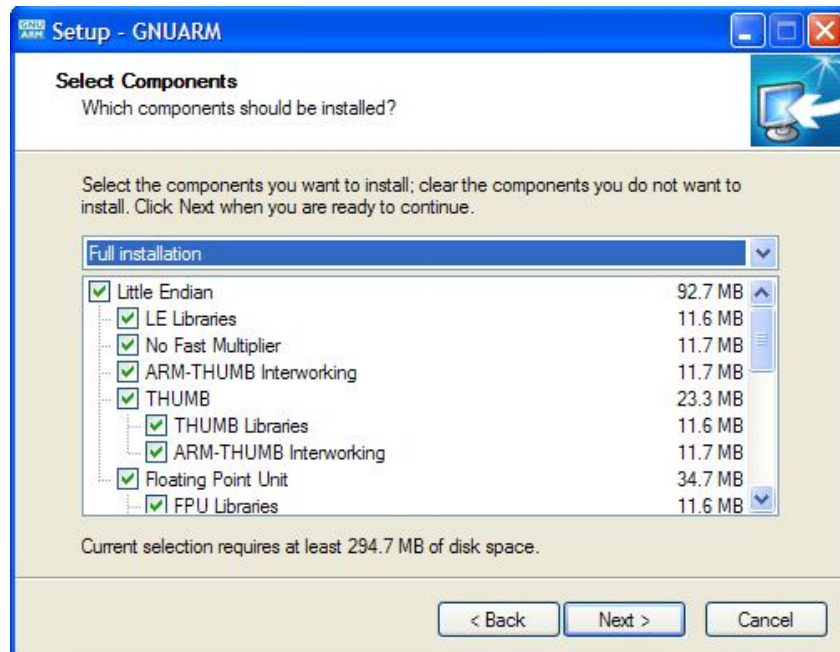 GNU
ARM
Setup - GNUARM
Select Components
Which components should be installed?
Select the components you want to install; clear the components you do not want to
install. Click Next when you are ready to continue.
Full installation
Little Endian 92.7 MB
LE Libraries 11.6 MB
No Fast Multiplier 11.7 MB
ARM-THUMB Interworking 11.7 MB
THUMB 23.3 MB
THUMB Libraries 11.6 MB
ARM-THUMB Interworking 11.7 MB
Floating Point Unit 34.7 MB
FPU Libraries 11.6 MB
Current selection requires at least 294.7 MB of disk space.
< Back Next > Cancel